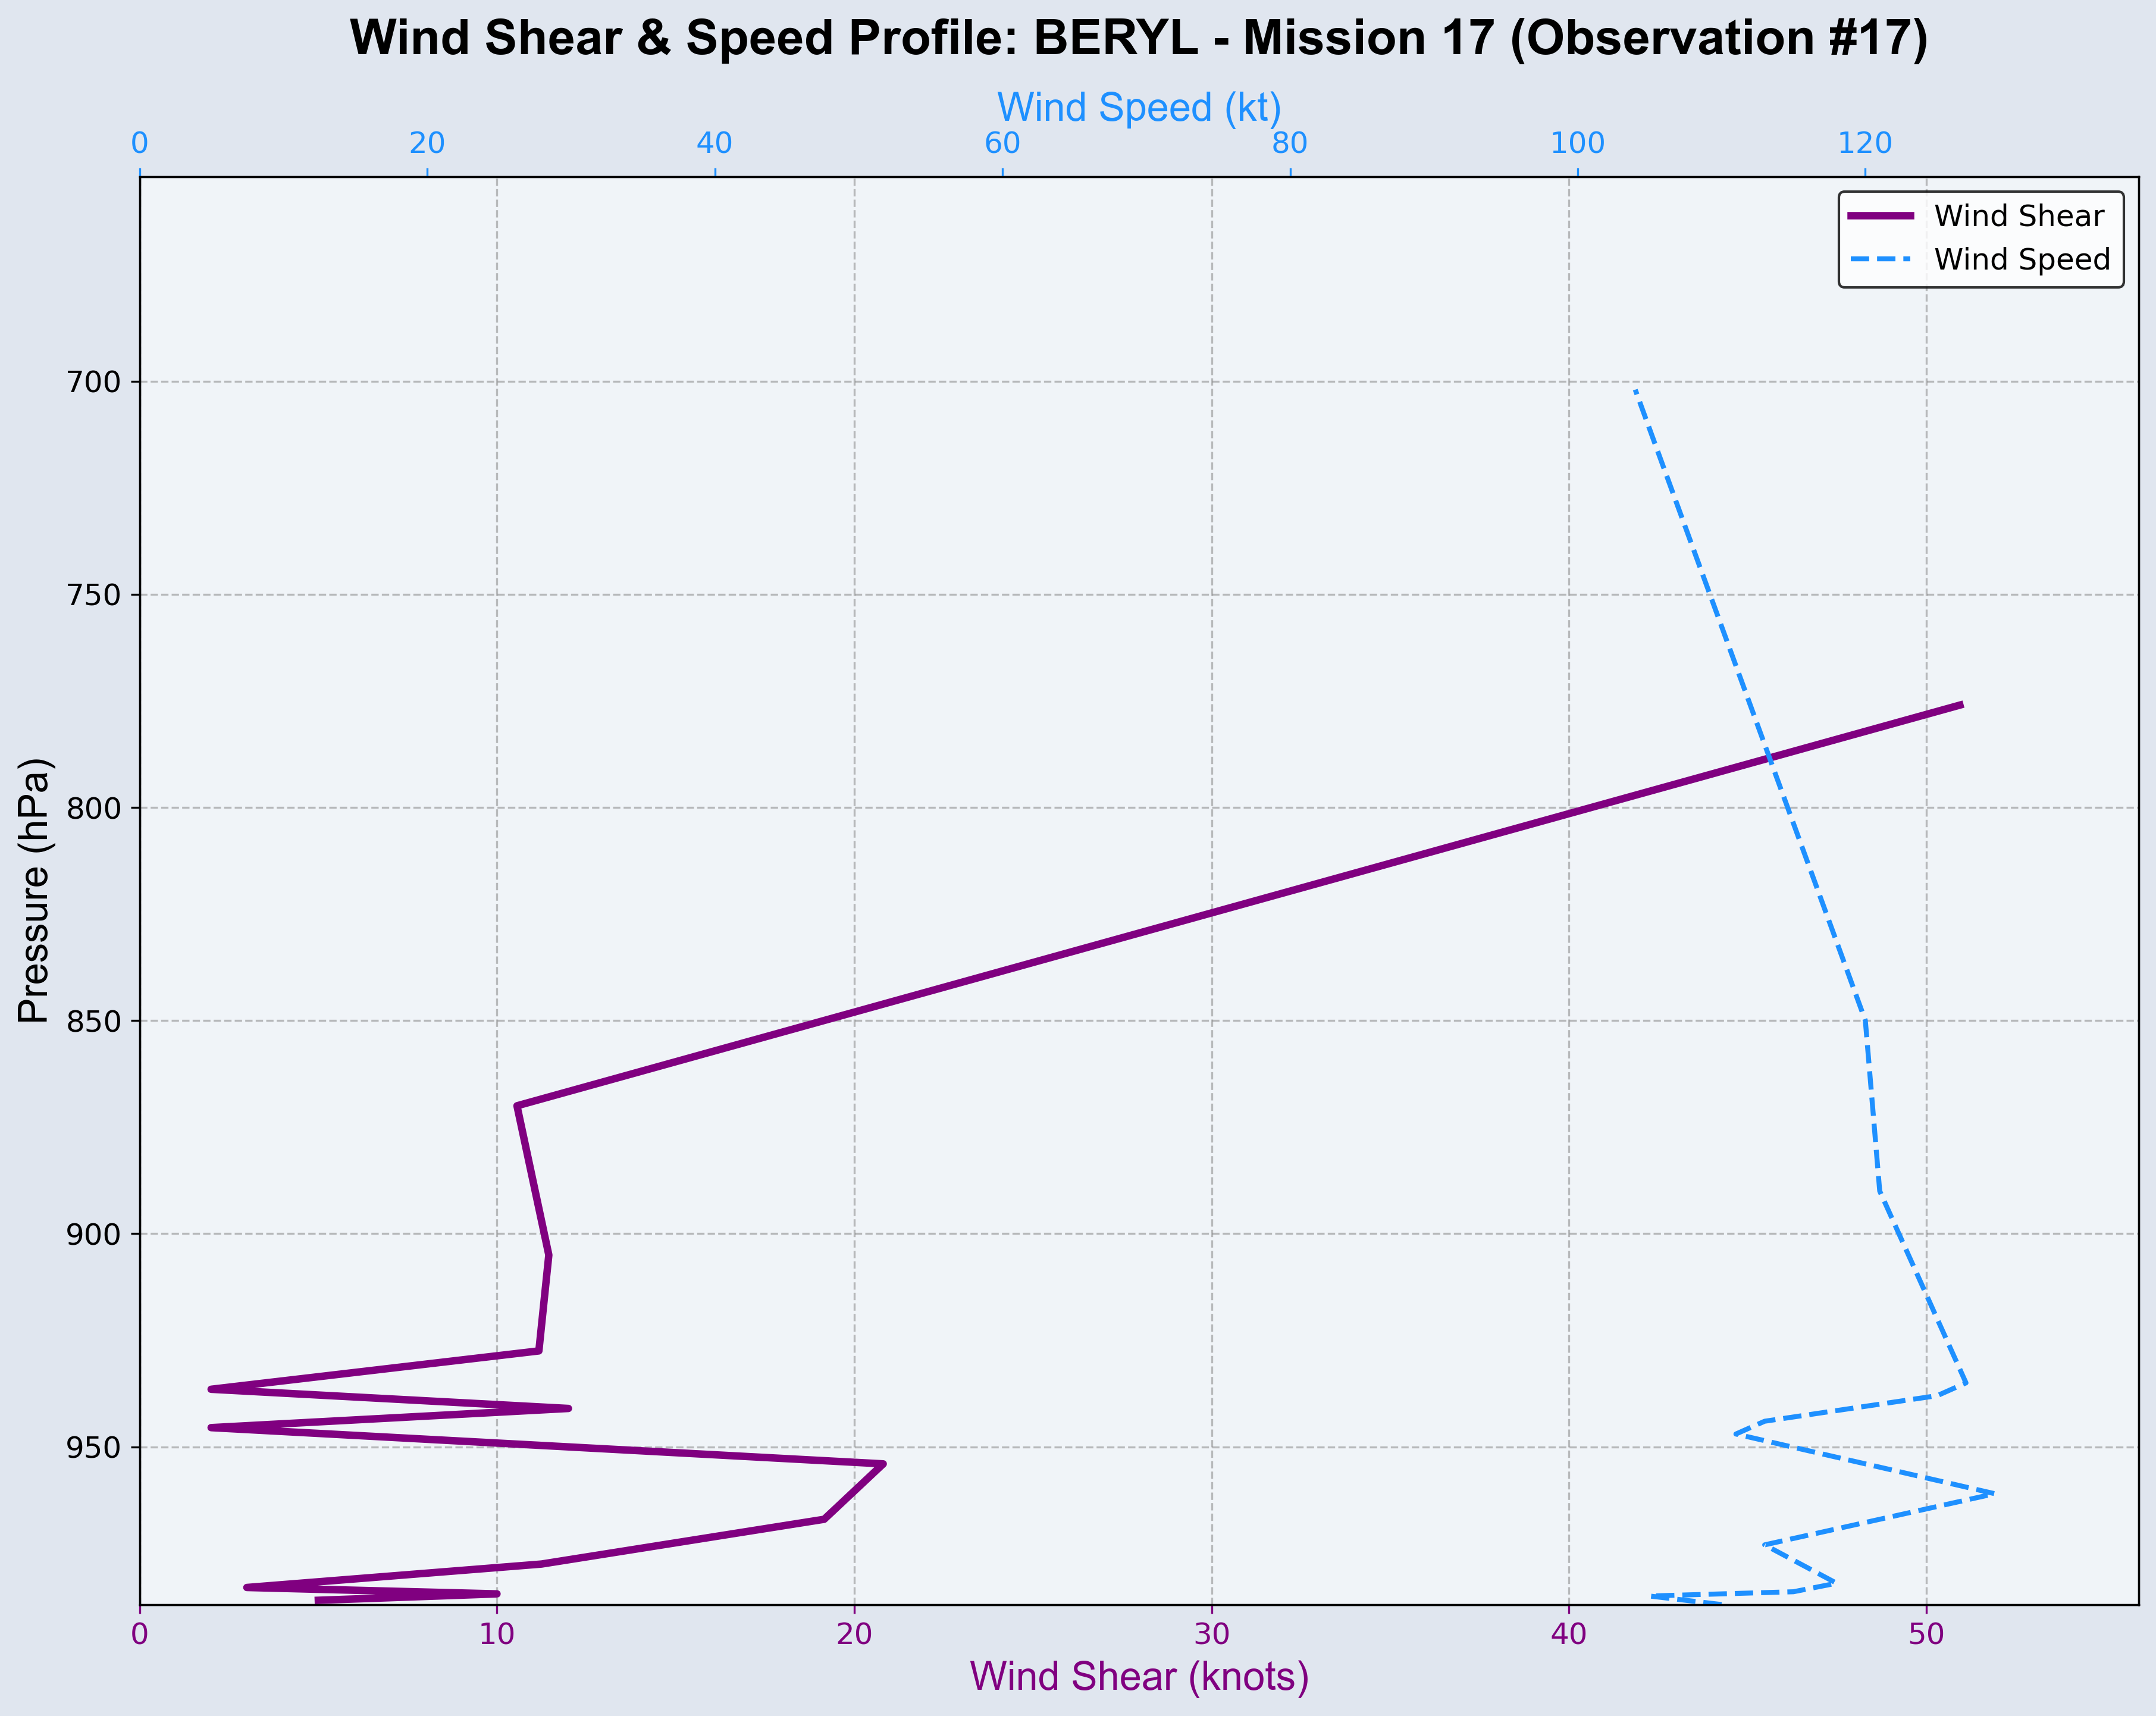 Wind Shear & Speed Profile: BERYL - Mission 17 (Observation #17)
Wind Speed (kt)
0 20 40 60 80 100 120
Wind Shear
Wind Speed
700
750
800
850
900
950
Pressure (hPa)
0 10 20 30 40 50
Wind Shear (knots)